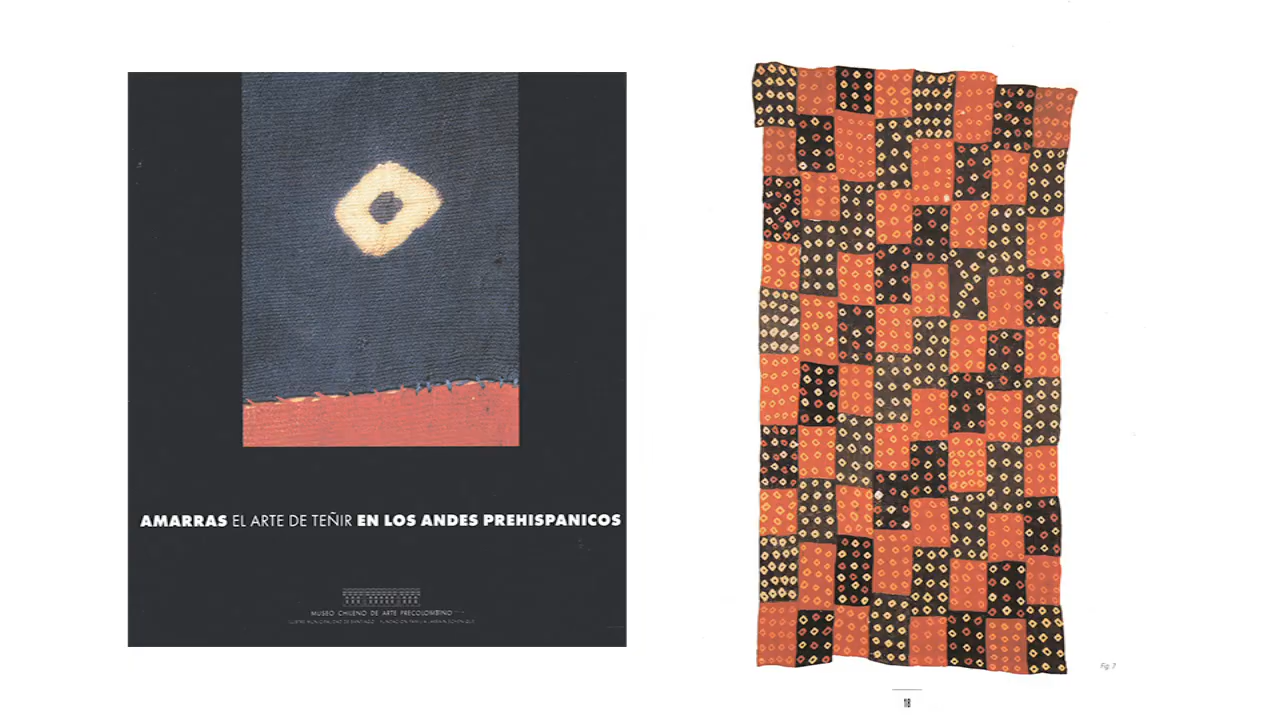 AMARRAS EL ARTE DE TEÑIR EN LOS ANDES PREHISPANICOS
MUSEO CHILENO DE ARTE PRECOLOMBINO
Fig. 7
18